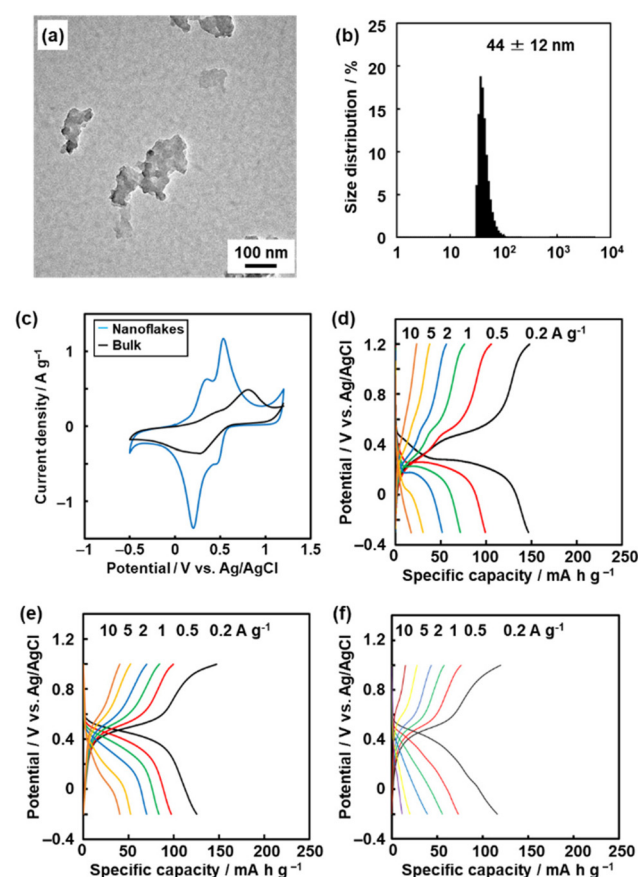 (a)
100 nm
(b)
44 ± 12 nm
Size distribution / %
25
20
15
10
5
0
1 10 10² 10³ 10⁴
(c)
Nanoflakes
Bulk
Current density / A g⁻¹
1
0
–1
–1 –0.5 0 0.5 1 1.5
Potential / V vs. Ag/AgCl
(d)
10 5 2 1 0.5 0.2 A g⁻¹
Potential / V vs. Ag/AgCl
1.2
0.8
0.4
0
–0.4
0 50 100 150 200 250
Specific capacity / mA h g⁻¹
(e)
10 5 2 1 0.5 0.2 A g⁻¹
Potential / V vs. Ag/AgCl
1.2
0.8
0.4
0
–0.4
0 50 100 150 200 250
Specific capacity / mA h g⁻¹
(f)
10 5 2 1 0.5 0.2 A g⁻¹
Potential / V vs. Ag/AgCl
1.2
0.8
0.4
0
–0.4
0 50 100 150 200 250
Specific capacity / mA h g⁻¹